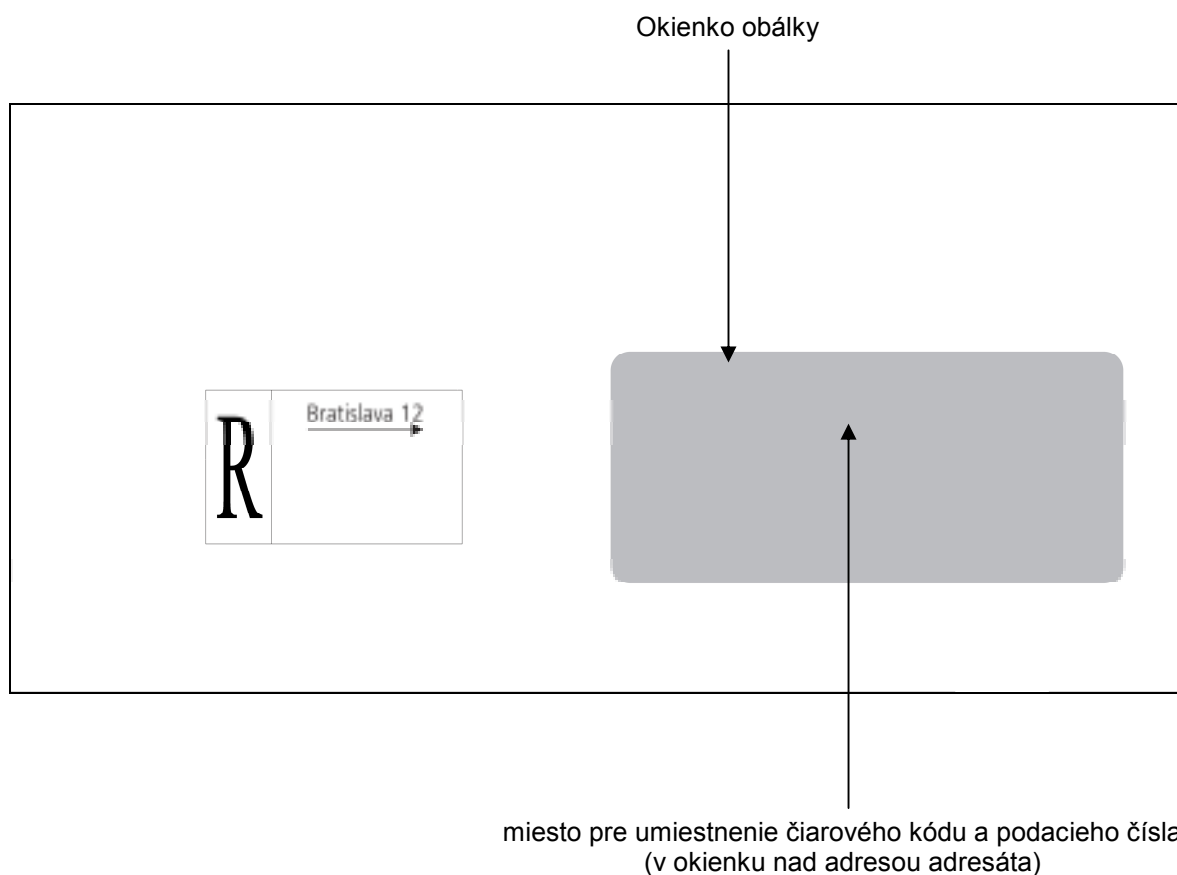 Okienko obálky
R
Bratislava 12
miesto pre umiestnenie čiarového kódu a podacieho čísla
(v okienku nad adresou adresáta)